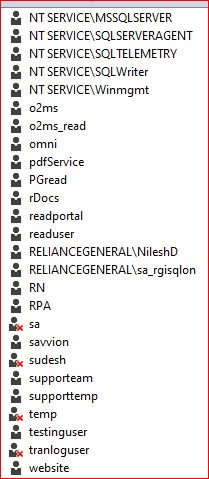 NT SERVICE\MSSQLSERVER
NT SERVICE\SQLSERVERAGENT
NT SERVICE\SQLTELEMETRY
NT SERVICE\SQLWriter
NT SERVICE\Winmgmt
o2ms
o2ms_read
omni
pdfService
PGread
rDocs
readportal
readuser
RELIANCEGENERAL\NileshD
RELIANCEGENERAL\sa_rgisqlon
RN
RPA
sa
savvion
sudesh
supporteam
supporttemp
temp
testinguser
tranloguser
website